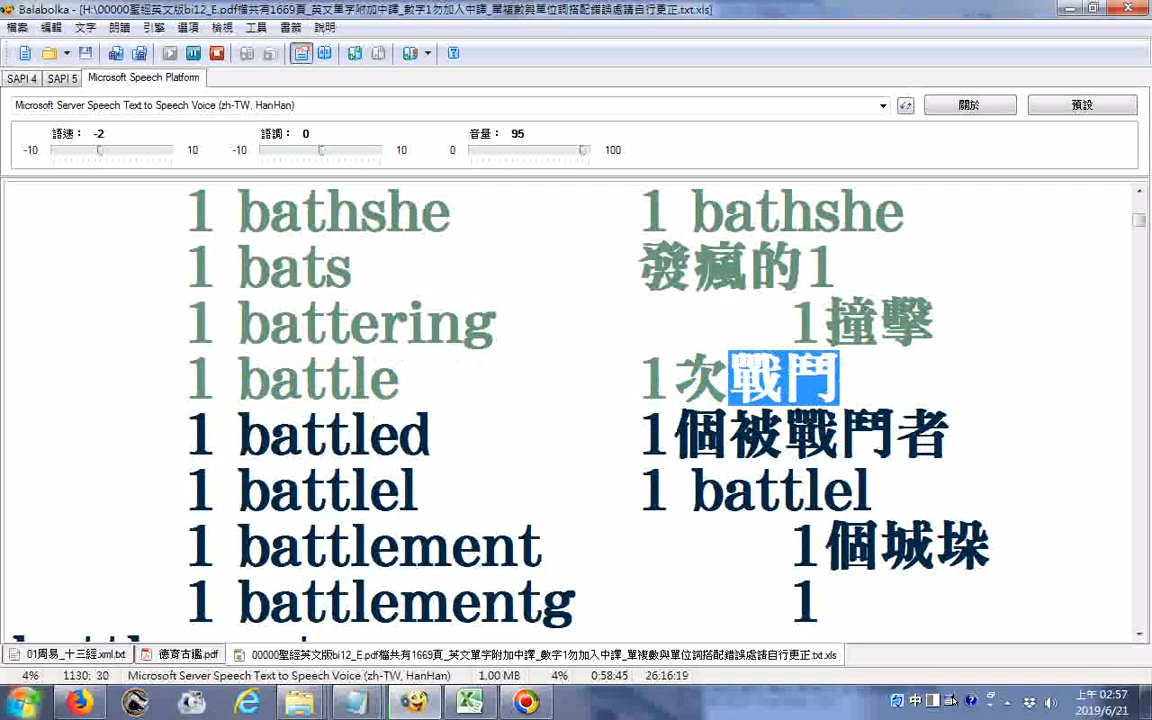 Balabolka - [H:\00000聖經英文版bi12_E.pdf檔共有1669頁_英文單字附加中譯_數字1勿加入中譯_單複數與單位詞搭配錯誤處請自行更正.txt.xls]
檔案 編輯 文字 朗讀 引擎 選項 檢視 工具 書籤 說明
SAPI 4 SAPI 5 Microsoft Speech Platform
Microsoft Server Speech Text to Speech Voice (zh-TW, HanHan) 關於 預設
語速： -2 語調： 0 音量： 95
-10 10 -10 10 0 100
1 bathshe 1 bathshe
1 bats 發瘋的1
1 battering 1撞擊
1 battle 1次戰鬥
1 battled 1個被戰鬥者
1 battlel 1 battlel
1 battlement 1個城垛
1 battlementg 1
01周易_十三經.xml.txt 德育古鑑.pdf 00000聖經英文版bi12_E.pdf檔共有1669頁_英文單字附加中譯_數字1勿加入中譯_單複數與單位詞搭配錯誤處請自行更正.txt.xls
4% 1130: 30 Microsoft Server Speech Text to Speech Voice (zh-TW, HanHan) 1,00 MB 4% 0:58:45 26:16:19
中 上午 02:57
2019/6/21